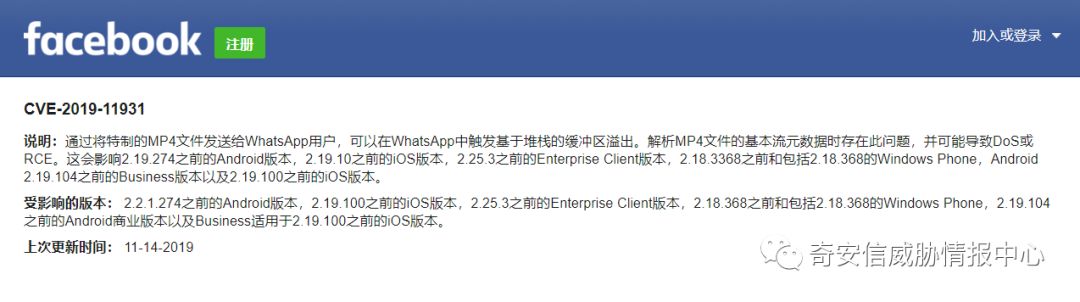 facebook 注册 加入或登录
CVE-2019-11931
说明：通过将特制的MP4文件发送给WhatsApp用户，可以在WhatsApp中触发基于堆栈的缓冲区溢出。解析MP4文件的基本流元数据时存在此问题，并可能导致DoS或
RCE。这会影响2.19.274之前的Android版本，2.19.10之前的iOS版本，2.25.3之前的Enterprise Client版本，2.18.3368之前和包括2.18.368的Windows Phone，Android
2.19.104之前的Business版本以及2.19.100之前的iOS版本。
受影响的版本： 2.2.1.274之前的Android版本，2.19.100之前的iOS版本，2.25.3之前的Enterprise Client版本，2.18.368之前和包括2.18.368的Windows Phone，2.19.104
之前的Android商业版本以及Business适用于2.19.100之前的iOS版本。
上次更新时间： 11-14-2019
奇安信威胁情报中心